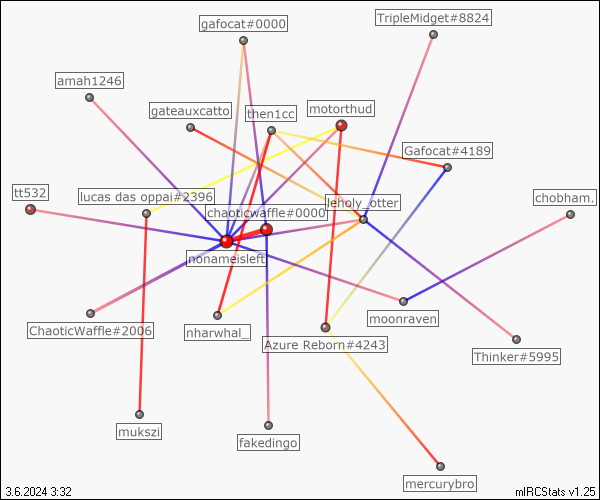 TripleMidget#8824
gafocat#0000
amah1246
gateauxcatto
then1cc
motorthud
Gafocat#4189
tt532
lucas das oppai#2396
leholy_otter
chobham.
chaoticwaffle#0000
nonameisleft
ChaoticWaffle#2006
nharwhal_
moonraven
Azure Reborn#4243
Thinker#5995
mukszi
fakedingo
mercurybro
3.6.2024 3:32
mIRCStats v1.25